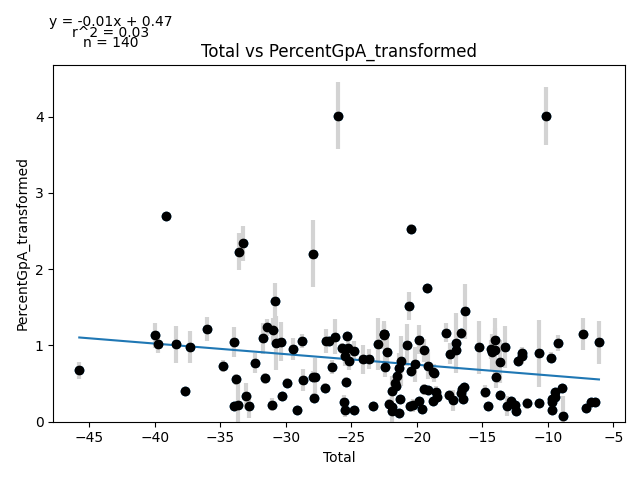 y = -0.01x + 0.47
r^2 = 0.03
n = 140
Total vs PercentGpA_transformed
PercentGpA_transformed
4
3
2
1
0
−45 −40 −35 −30 −25 −20 −15 −10 −5
Total